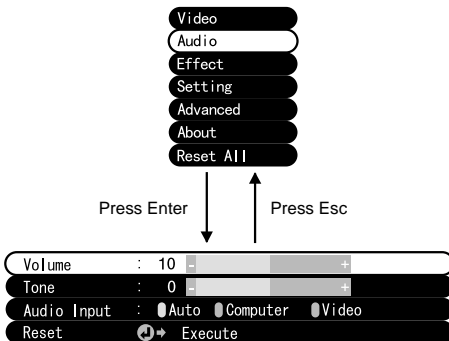 Video
Audio
Effect
Setting
Advanced
About
Reset All
Press Enter
Press Esc
Volume : 10 - +
Tone : 0 - +
Audio Input : Auto Computer Video
Reset Execute